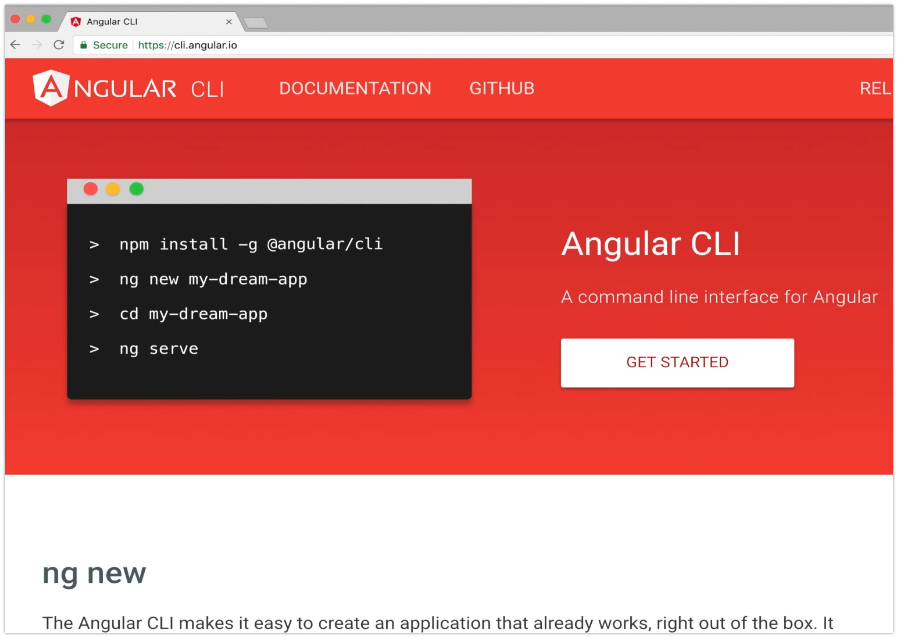 Angular CLI
Secure https://cli.angular.io
ANGULAR CLI DOCUMENTATION GITHUB REL
> npm install -g @angular/cli
> ng new my-dream-app
> cd my-dream-app
> ng serve
Angular CLI
A command line interface for Angular
GET STARTED
ng new
The Angular CLI makes it easy to create an application that already works, right out of the box. It